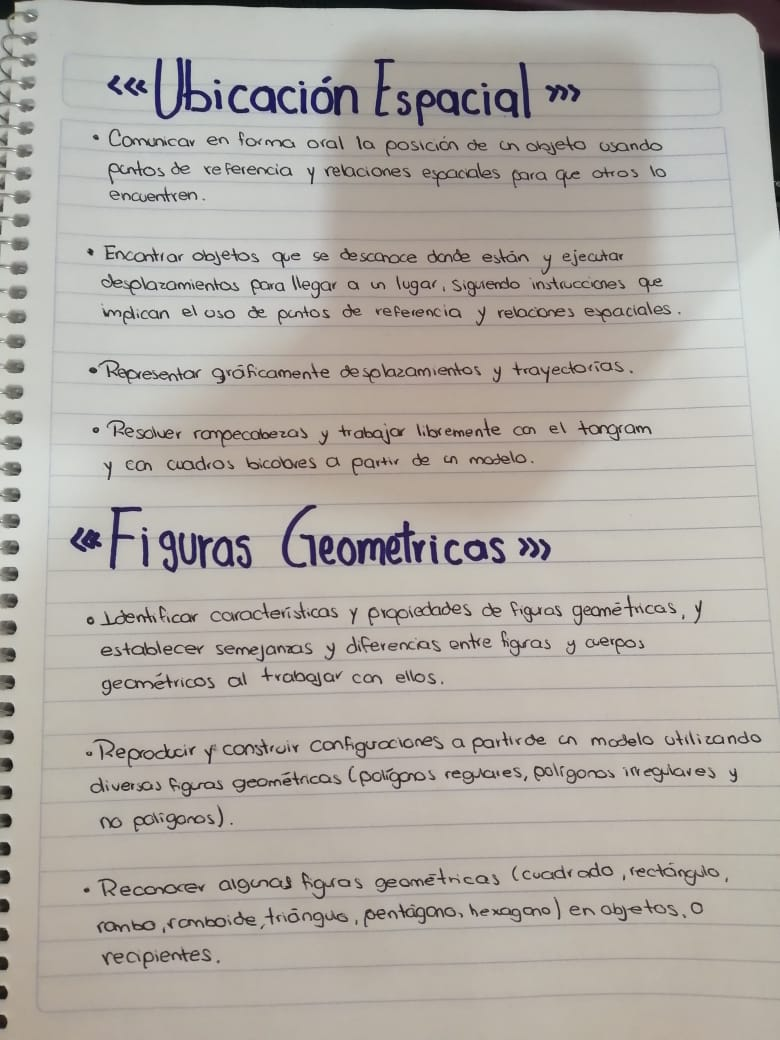 <<< Ubicación Espacial >>>
• Comunicar en forma oral la posición de un objeto usando
puntos de referencia y relaciones espaciales para que otros lo
encuentren.
• Encontrar objetos que se desconoce donde están y ejecutar
desplazamientos para llegar a un lugar, siguiendo instrucciones que
implican el uso de puntos de referencia y relaciones espaciales.
• Representar gráficamente desplazamientos y trayectorias.
• Resolver rompecabezas y trabajar libremente con el tangram
y con cuadros bicolores a partir de un modelo.
<<< Figuras Geometricas >>>
• Identificar características y propiedades de figuras geométricas, y
establecer semejanzas y diferencias entre figuras y cuerpos
geométricos al trabajar con ellos.
• Reproducir y construir configuraciones a partir de un modelo utilizando
diversas figuras geométricas (polígonos regulares, polígonos irregulares y
no polígonos).
• Reconocer algunas figuras geométricas (cuadrado, rectángulo,
rombo, romboide, triángulo, pentágono, hexagono) en objetos, o
recipientes.